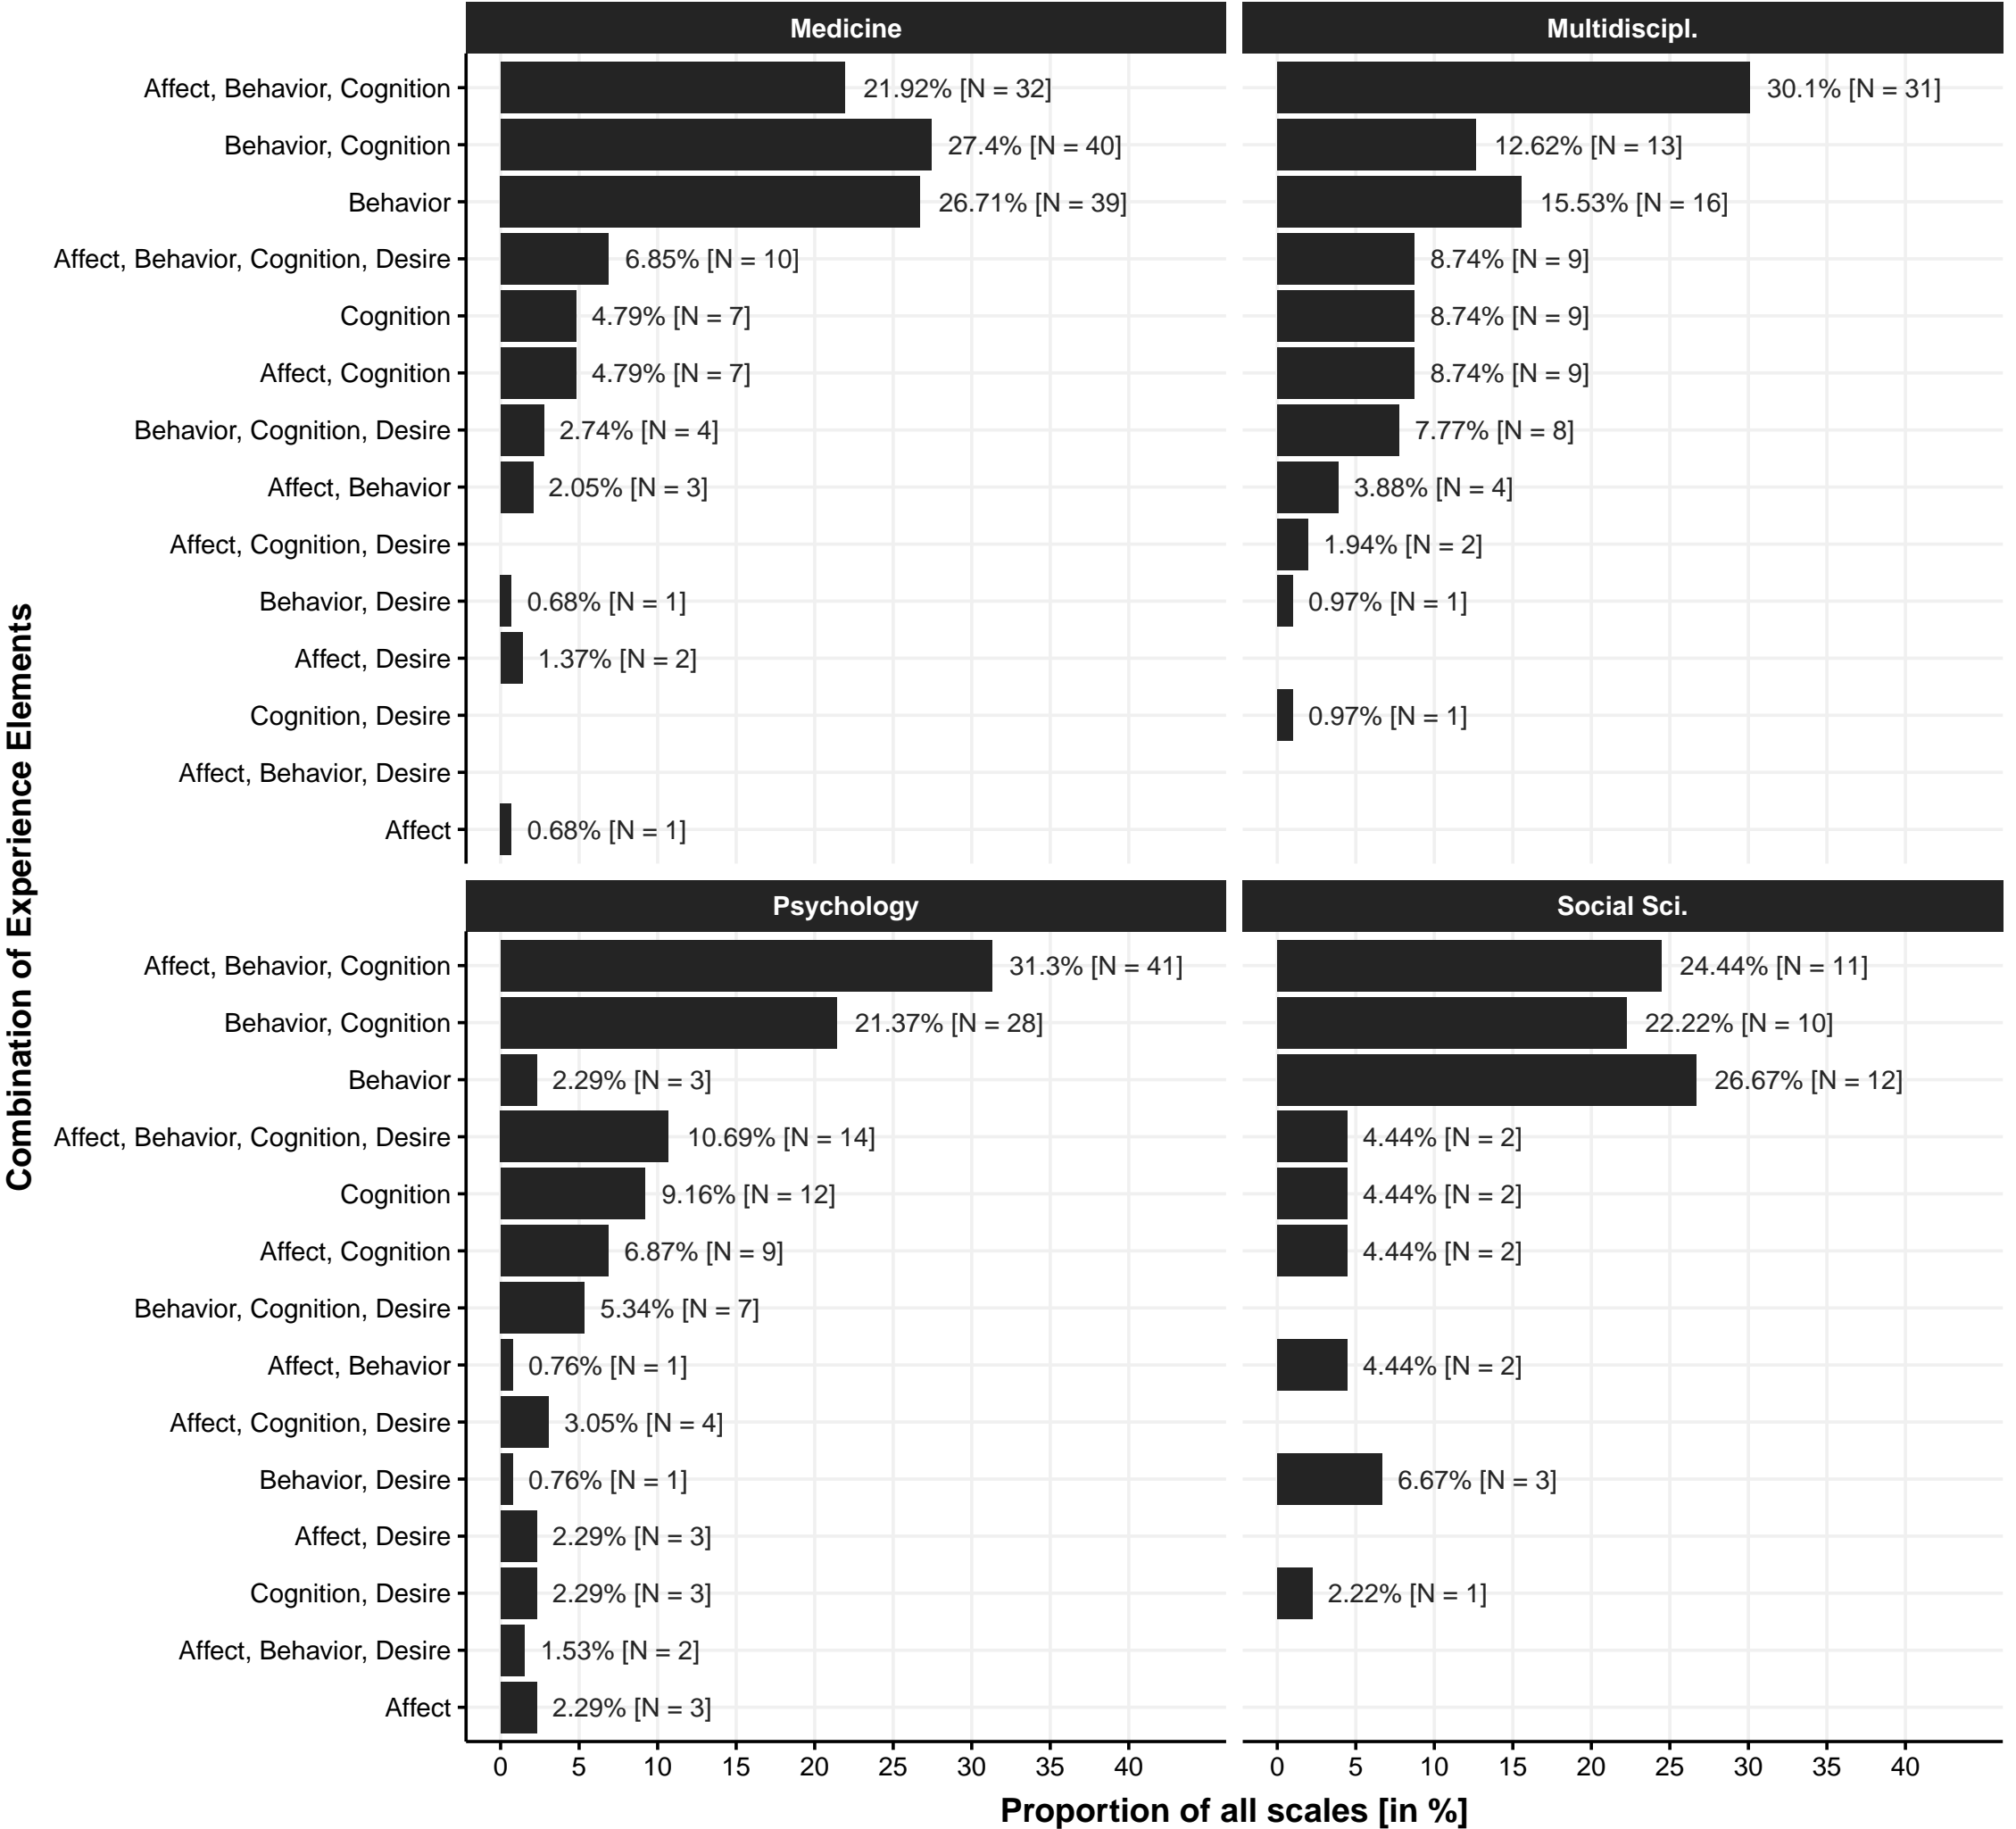 Medicine
Multidiscipl.
Affect, Behavior, Cognition 21.92% [N = 32] 30.1% [N = 31]
Behavior, Cognition 27.4% [N = 40] 12.62% [N = 13]
Behavior 26.71% [N = 39] 15.53% [N = 16]
Affect, Behavior, Cognition, Desire 6.85% [N = 10] 8.74% [N = 9]
Cognition 4.79% [N = 7] 8.74% [N = 9]
Affect, Cognition 4.79% [N = 7] 8.74% [N = 9]
Behavior, Cognition, Desire 2.74% [N = 4] 7.77% [N = 8]
Affect, Behavior 2.05% [N = 3] 3.88% [N = 4]
Affect, Cognition, Desire 1.94% [N = 2]
Behavior, Desire 0.68% [N = 1] 0.97% [N = 1]
Affect, Desire 1.37% [N = 2]
Cognition, Desire 0.97% [N = 1]
Affect, Behavior, Desire
Affect 0.68% [N = 1]
Combination of Experience Elements
Psychology
Social Sci.
Affect, Behavior, Cognition 31.3% [N = 41] 24.44% [N = 11]
Behavior, Cognition 21.37% [N = 28] 22.22% [N = 10]
Behavior 2.29% [N = 3] 26.67% [N = 12]
Affect, Behavior, Cognition, Desire 10.69% [N = 14] 4.44% [N = 2]
Cognition 9.16% [N = 12] 4.44% [N = 2]
Affect, Cognition 6.87% [N = 9] 4.44% [N = 2]
Behavior, Cognition, Desire 5.34% [N = 7]
Affect, Behavior 0.76% [N = 1] 4.44% [N = 2]
Affect, Cognition, Desire 3.05% [N = 4]
Behavior, Desire 0.76% [N = 1] 6.67% [N = 3]
Affect, Desire 2.29% [N = 3]
Cognition, Desire 2.29% [N = 3] 2.22% [N = 1]
Affect, Behavior, Desire 1.53% [N = 2]
Affect 2.29% [N = 3]
0 5 10 15 20 25 30 35 40 0 5 10 15 20 25 30 35 40
Proportion of all scales [in %]